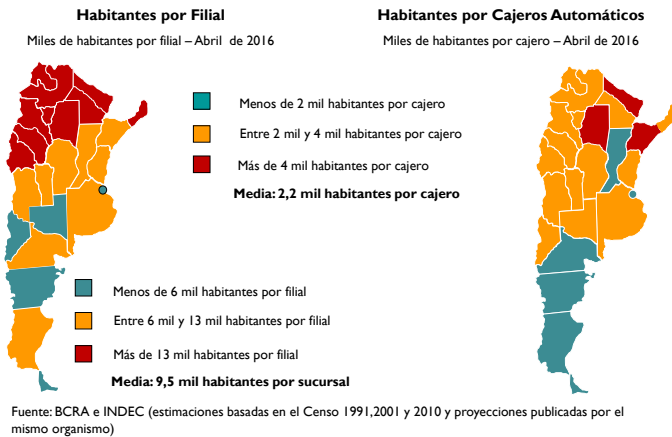 Habitantes por Filial
Miles de habitantes por filial – Abril de 2016
Habitantes por Cajeros Automáticos
Miles de habitantes por cajero – Abril de 2016
Menos de 2 mil habitantes por cajero
Entre 2 mil y 4 mil habitantes por cajero
Más de 4 mil habitantes por cajero
Media: 2,2 mil habitantes por cajero
Menos de 6 mil habitantes por filial
Entre 6 mil y 13 mil habitantes por filial
Más de 13 mil habitantes por filial
Media: 9,5 mil habitantes por sucursal
Fuente: BCRA e INDEC (estimaciones basadas en el Censo 1991,2001 y 2010 y proyecciones publicadas por el
mismo organismo)